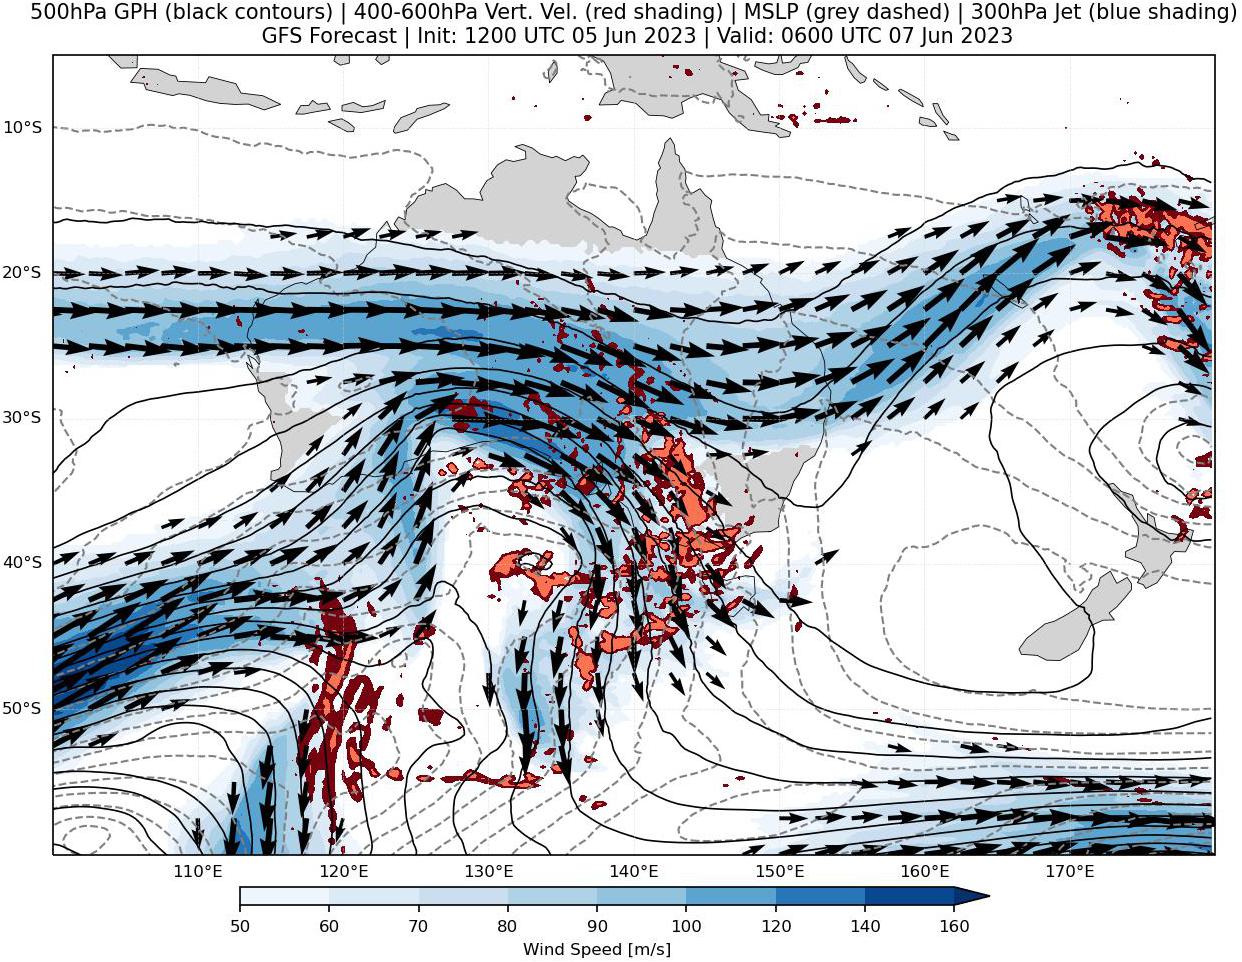 500hPa GPH (black contours) | 400-600hPa Vert. Vel. (red shading) | MSLP (grey dashed) | 300hPa Jet (blue shading)
GFS Forecast | Init: 1200 UTC 05 Jun 2023 | Valid: 0600 UTC 07 Jun 2023
10°S
20°S
30°S
40°S
50°S
110°E 120°E 130°E 140°E 150°E 160°E 170°E
50 60 70 80 90 100 120 140 160
Wind Speed [m/s]